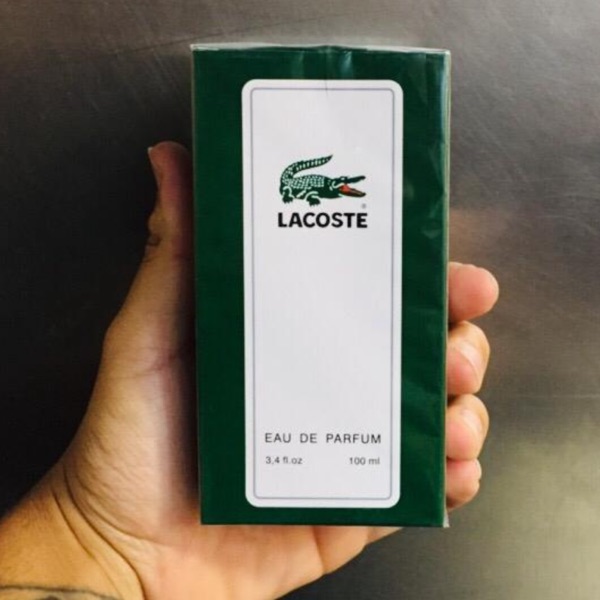 ®
LACOSTE
EAU DE PARFUM
3,4 fl.oz 100 ml